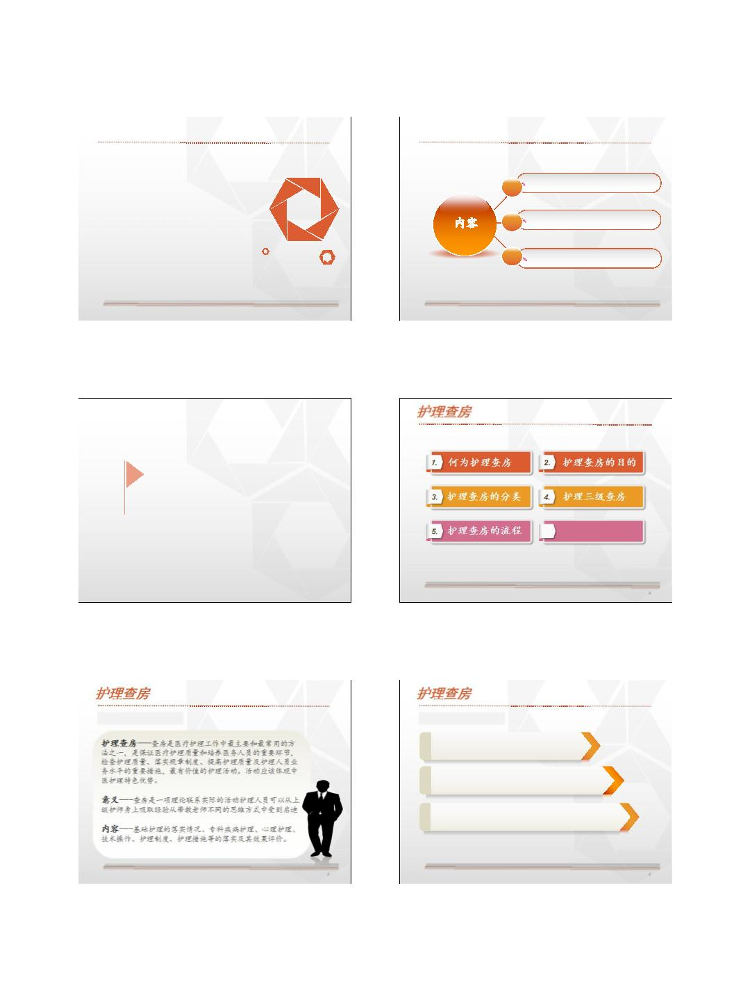 内容
护理查房
1. 何为护理查房
2. 护理查房的目的
3. 护理查房的分类
4. 护理三级查房
5. 护理查房的流程
4
护理查房
护理查房——查房是医疗护理工作中最主要和最常用的方
法之一，是保证医疗护理质量和培养医务人员的重要环节，
检查护理质量、落实规章制度、提高护理质量及护理人员业
务水平的重要措施，最有价值的护理活动。活动应该体现中
医护理特色优势。
意义——查房是一项理论联系实际的活动护理人员可以从上
级护师身上吸取经验从带教老师不同的思维方式中受到启迪
内容——基础护理的落实情况、专科疾病护理、心理护理、
技术操作、护理制度、护理措施等的落实及其效果评价。
护理查房